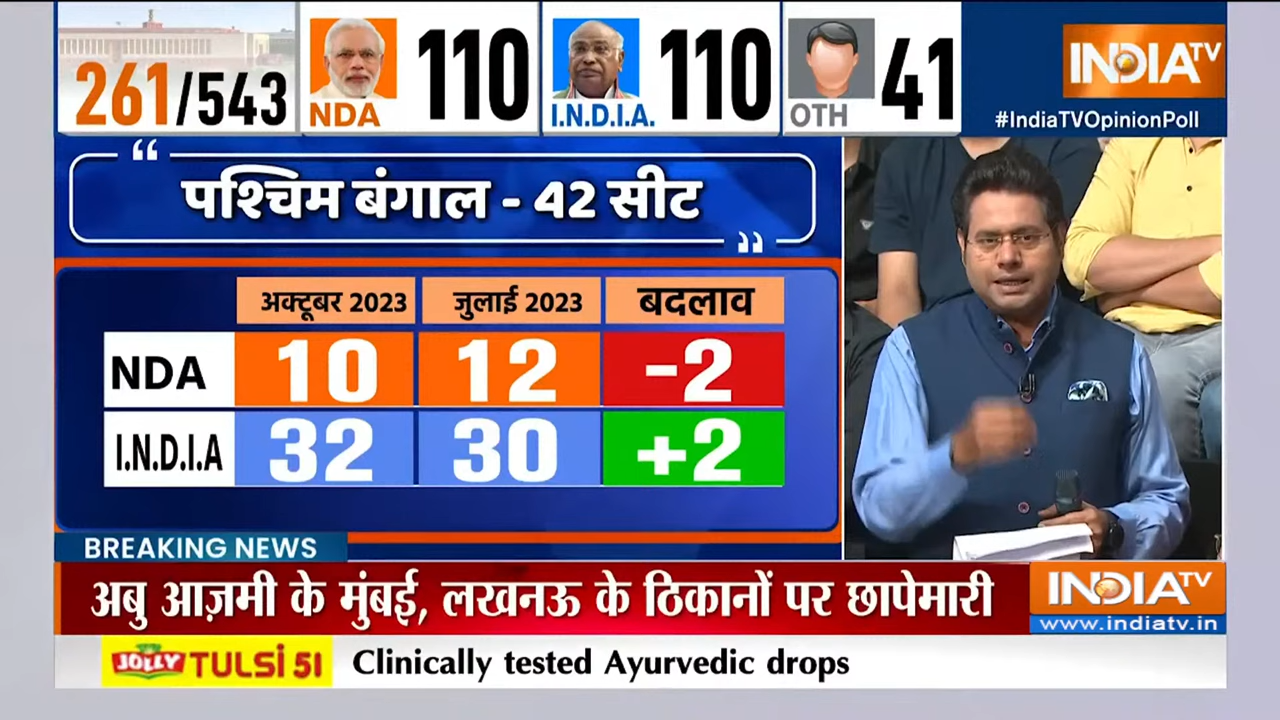 261/543
NDA
110
I.N.D.I.A.
110
OTH
41
INDIA TV
#IndiaTVOpinionPoll
“
पश्चिम बंगाल - 42 सीट
”
अक्टूबर 2023 जुलाई 2023 बदलाव
NDA 10 12 -2
I.N.D.I.A 32 30 +2
BREAKING NEWS
अबु आज़मी के मुंबई, लखनऊ के ठिकानों पर छापेमारी
INDIA TV
www.indiatv.in
JOLLY TULSI 51 Clinically tested Ayurvedic drops